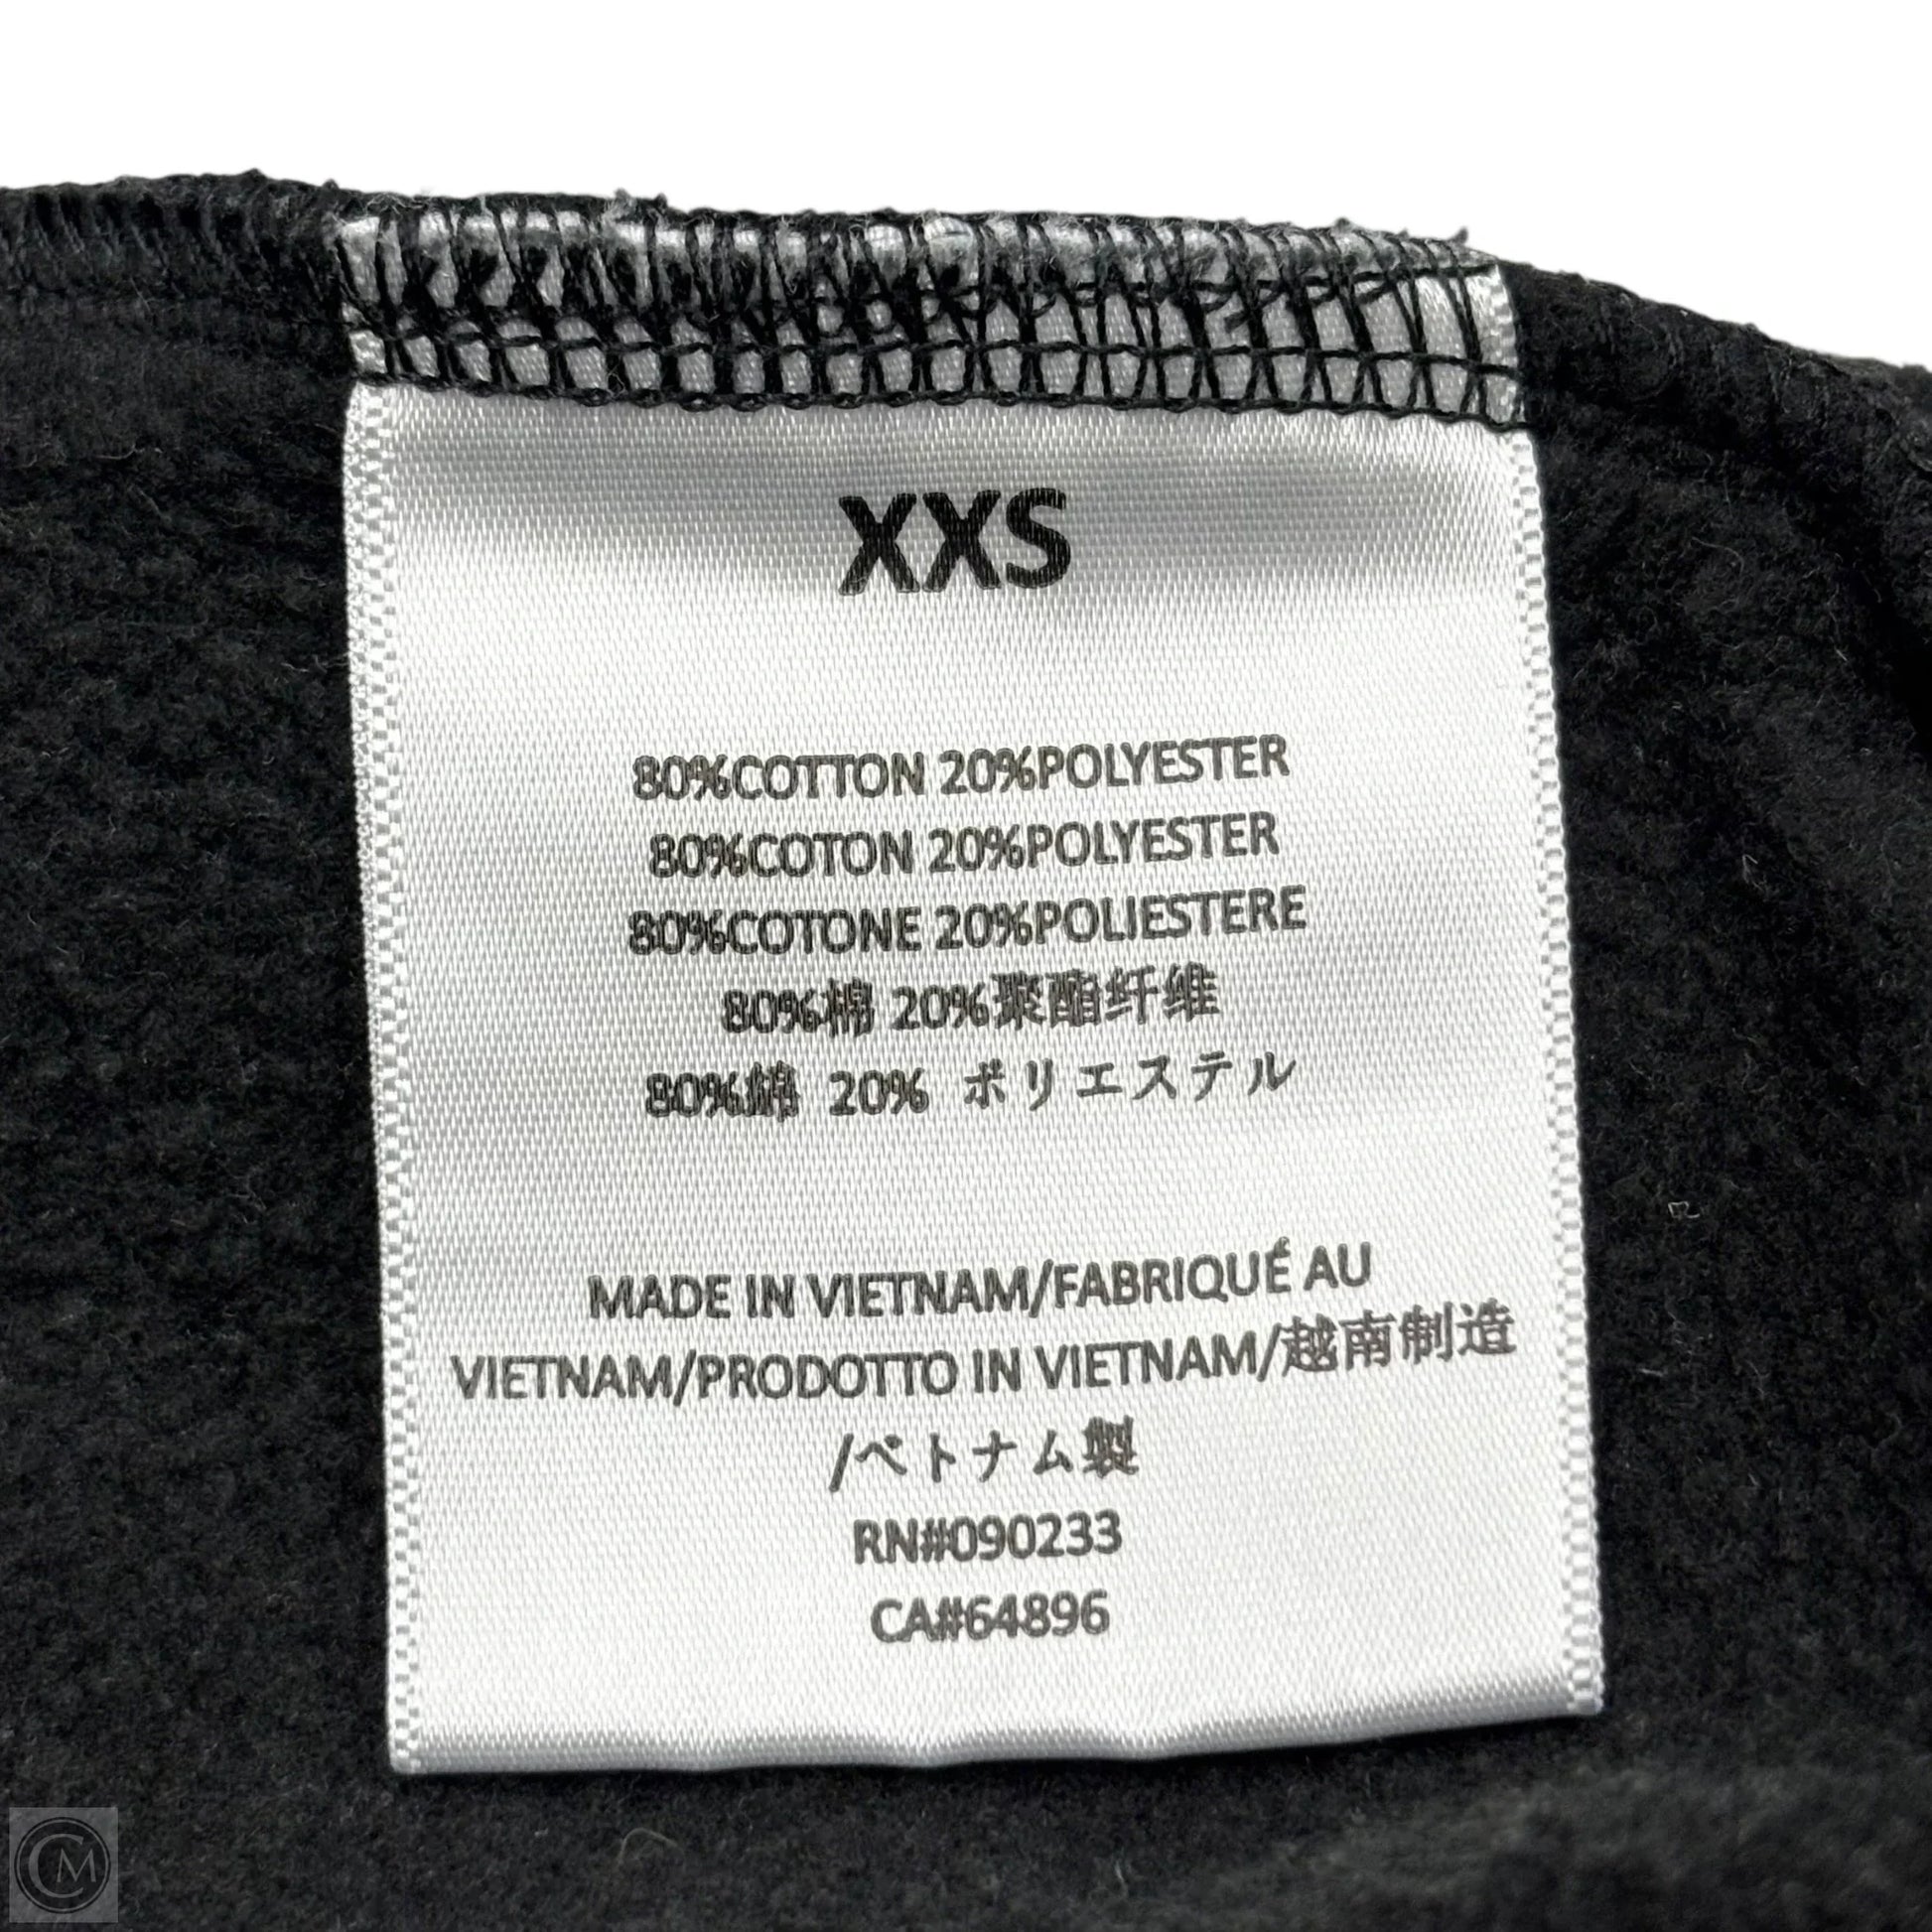 XXS
80%COTTON 20%POLYESTER
80%COTON 20%POLYESTER
80%COTONE 20%POLIESTERE
80%棉 20%聚酯纤维
80%綿 20% ポリエステル
MADE IN VIETNAM/FABRIQUÉ AU
VIETNAM/PRODOTTO IN VIETNAM/越南制造
/ベトナム製
RN#090233
CA#64896
CM